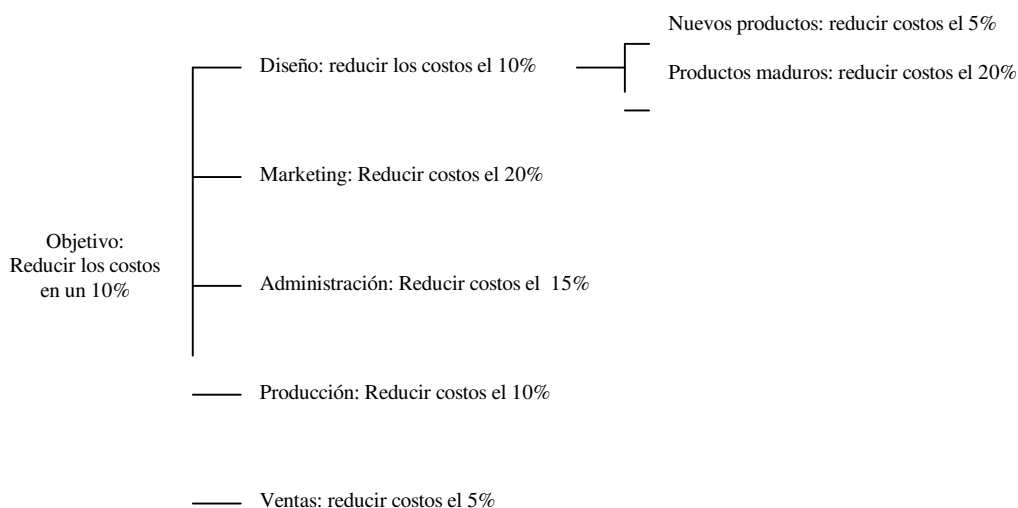 Nuevos productos: reducir costos el 5%
Diseño: reducir los costos el 10%
Productos maduros: reducir costos el 20%
Marketing: Reducir costos el 20%
Objetivo:
Reducir los costos
en un 10%
Administración: Reducir costos el 15%
Producción: Reducir costos el 10%
Ventas: reducir costos el 5%